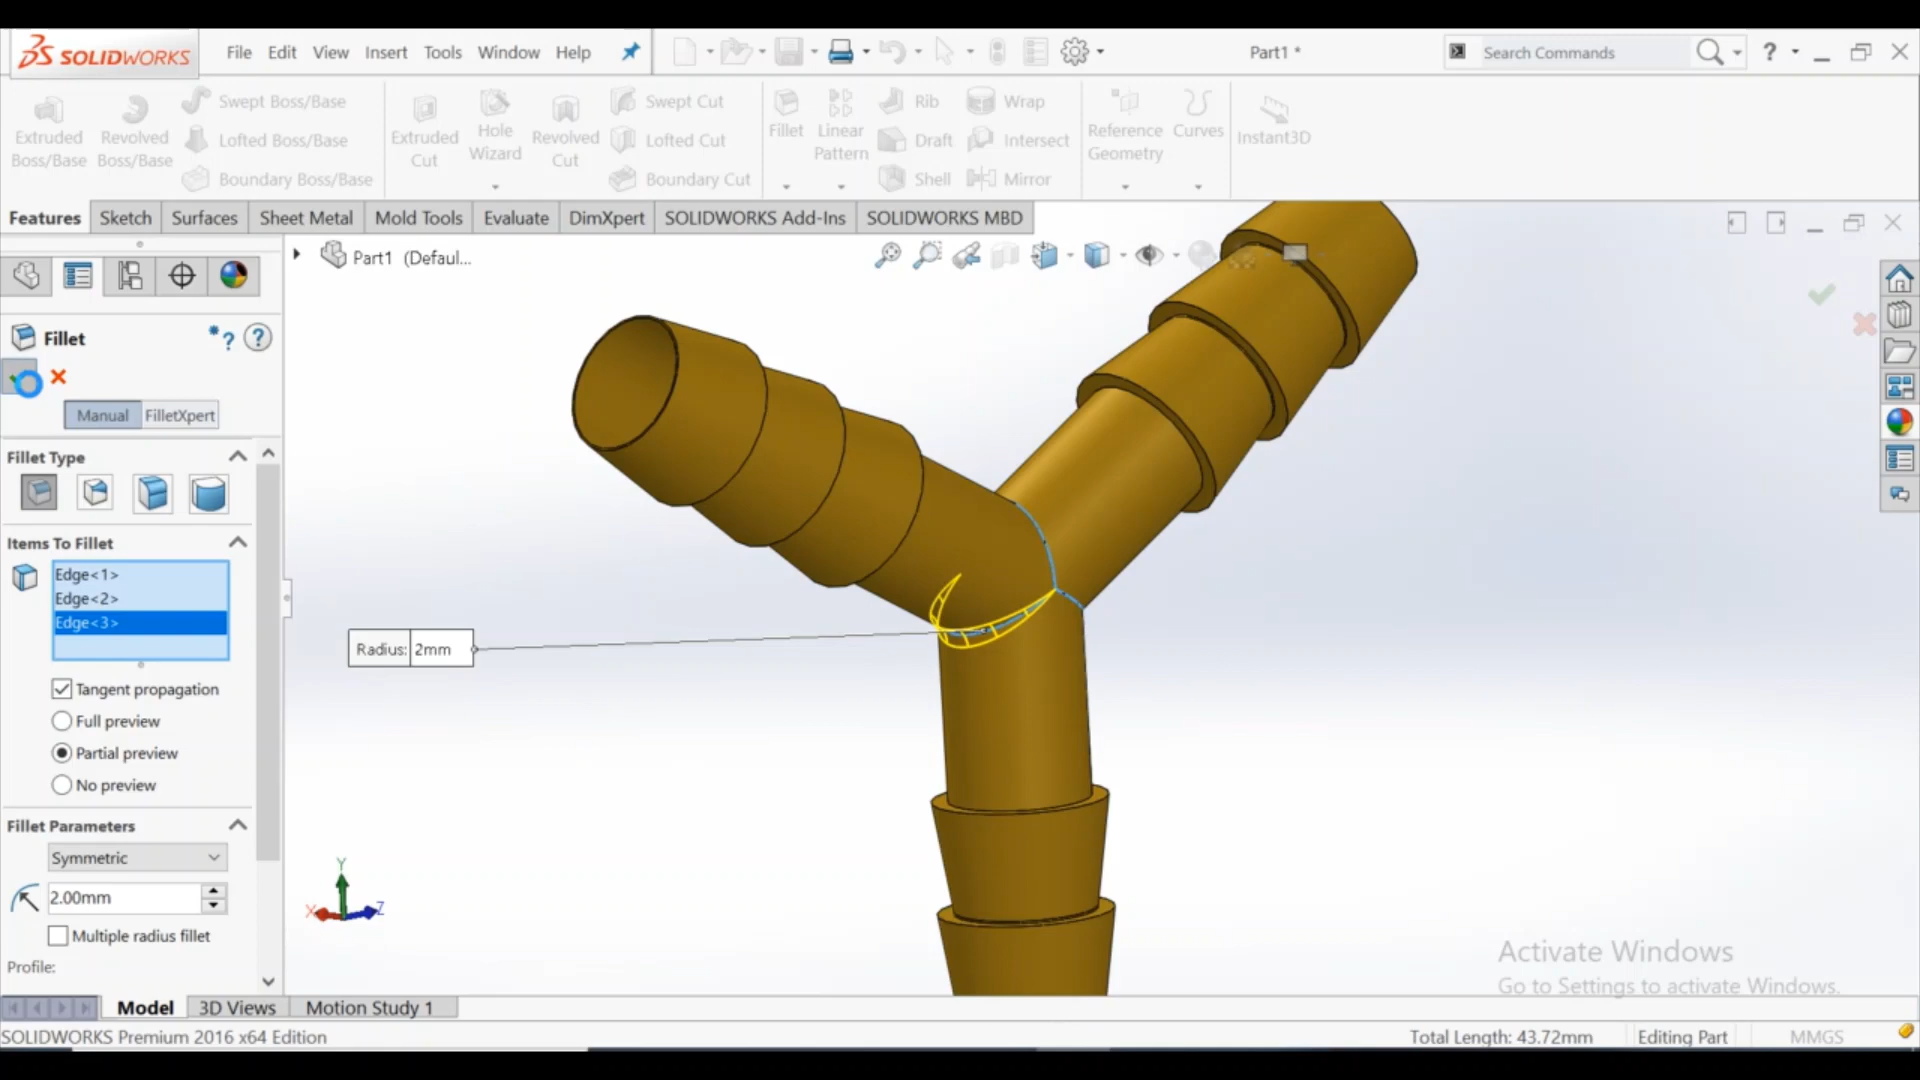 SOLIDWORKS
File Edit View Insert Tools Window Help
Part1 *
Search Commands
?
Extruded Boss/Base
Revolved Boss/Base
Swept Boss/Base
Lofted Boss/Base
Boundary Boss/Base
Extruded Cut
Hole Wizard
Revolved Cut
Swept Cut
Lofted Cut
Boundary Cut
Fillet
Linear Pattern
Rib
Draft
Shell
Wrap
Intersect
Mirror
Reference Geometry
Curves
Instant3D
Features Sketch Surfaces Sheet Metal Mold Tools Evaluate DimXpert SOLIDWORKS Add-Ins SOLIDWORKS MBD
Part1 (Defaul...
Fillet
Manual FilletXpert
Fillet Type
Items To Fillet
Edge<1>
Edge<2>
Edge<3>
Tangent propagation
Full preview
Partial preview
No preview
Fillet Parameters
Symmetric
2.00mm
Multiple radius fillet
Profile:
Radius: 2mm
Y
X
Z
Activate Windows
Go to Settings to activate Windows.
Model 3D Views Motion Study 1
SOLIDWORKS Premium 2016 x64 Edition
Total Length: 43.72mm Editing Part MMGS